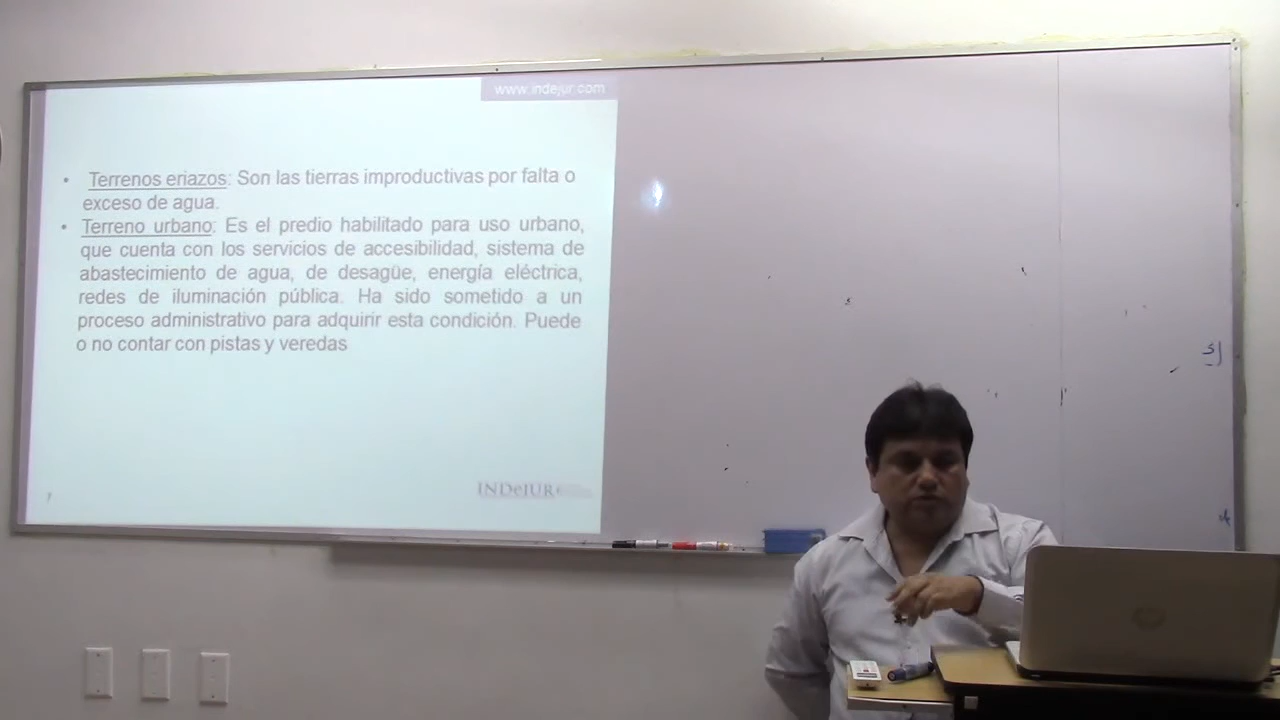 www.indejur.com
• Terrenos eriazos: Son las tierras improductivas por falta o
exceso de agua.
• Terreno urbano: Es el predio habilitado para uso urbano,
que cuenta con los servicios de accesibilidad, sistema de
abastecimiento de agua, de desagüe, energía eléctrica,
redes de iluminación pública. Ha sido sometido a un
proceso administrativo para adquirir esta condición. Puede
o no contar con pistas y veredas
INDeJUR
7